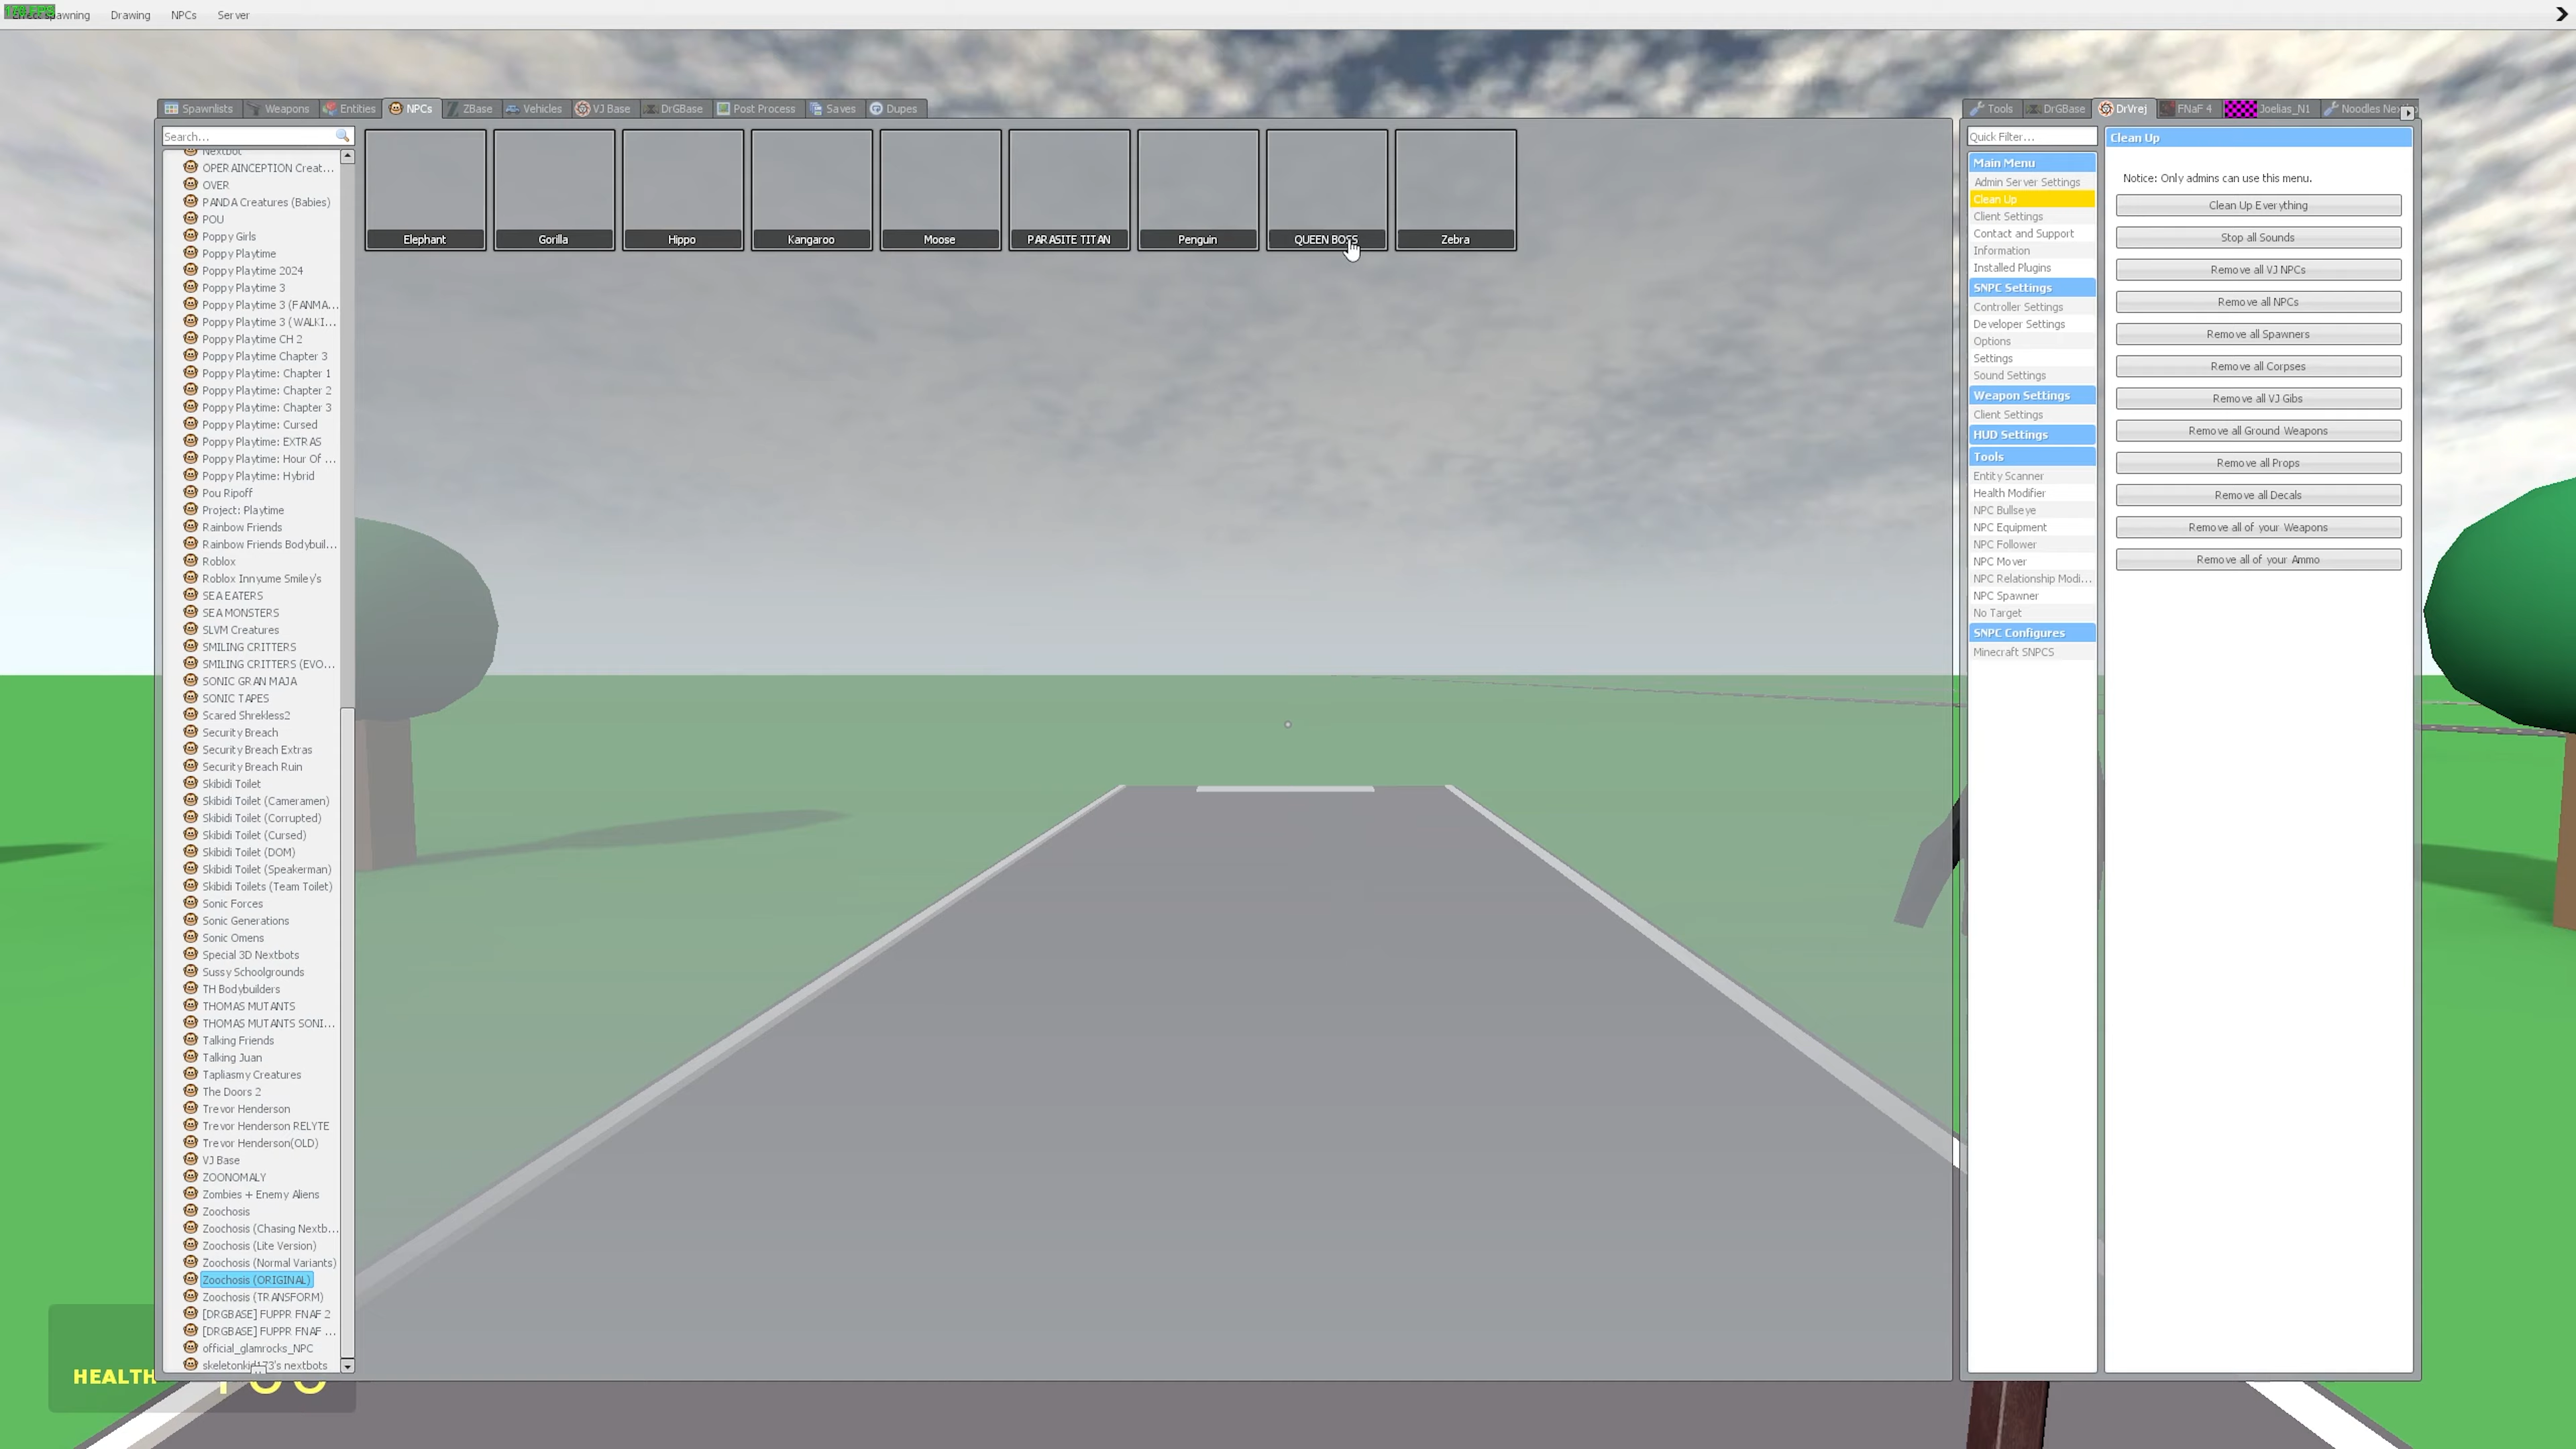 Drawing
NPCs
Server
Spawnlists
Weapons
Entities
NPCs
ZBase
Vehicles
VJ Base
DrGBase
Post Process
Saves
Dupes
Search...
Nextbot
OPERAINCEPTION Creat...
OVER
PANDA Creatures (Babies)
POU
Poppy Girls
Poppy Playtime
Poppy Playtime 2024
Poppy Playtime 3
Poppy Playtime 3 (FANMA...
Poppy Playtime 3 (WALKI...
Poppy Playtime CH 2
Poppy Playtime Chapter 3
Poppy Playtime: Chapter 1
Poppy Playtime: Chapter 2
Poppy Playtime: Chapter 3
Poppy Playtime: Cursed
Poppy Playtime: EXTRAS
Poppy Playtime: Hour Of ...
Poppy Playtime: Hybrid
Pou Ripoff
Project: Playtime
Rainbow Friends
Rainbow Friends Bodybuil...
Roblox
Roblox Innyume Smiley's
SEA EATERS
SEA MONSTERS
SLVM Creatures
SMILING CRITTERS
SMILING CRITTERS (EVO...
SONIC GRAN MAJA
SONIC TAPES
Scared Shrekless2
Security Breach
Security Breach Extras
Security Breach Ruin
Skibidi Toilet
Skibidi Toilet (Cameramen)
Skibidi Toilet (Corrupted)
Skibidi Toilet (Cursed)
Skibidi Toilet (DOM)
Skibidi Toilet (Speakerman)
Skibidi Toilets (Team Toilet)
Sonic Forces
Sonic Generations
Sonic Omens
Special 3D Nextbots
Sussy Schoolgrounds
TH Bodybuilders
THOMAS MUTANTS
THOMAS MUTANTS SONI...
Talking Friends
Talking Juan
Tapliasmy Creatures
The Doors 2
Trevor Henderson
Trevor Henderson RELYTE
Trevor Henderson(OLD)
VJ Base
ZOONOMALY
Zombies + Enemy Aliens
Zoochosis
Zoochosis (Chasing Nextb...
Zoochosis (Lite Version)
Zoochosis (Normal Variants)
Zoochosis (ORIGINAL)
Zoochosis (TRANSFORM)
[DRGBASE] FUPPR FNAF 2
[DRGBASE] FUPPR FNAF ...
official_glamrocks_NPC
skeletonkid173's nextbots
HEALTH
Elephant
Gorilla
Hippo
Kangaroo
Moose
PARASITE TITAN
Penguin
QUEEN BOSS
Zebra
Tools
DrGBase
DrVrej
FNaF 4
Joelias_N1
Quick Filter...
Main Menu
Admin Server Settings
Clean Up
Client Settings
Contact and Support
Information
Installed Plugins
SNPC Settings
Controller Settings
Developer Settings
Options
Settings
Sound Settings
Weapon Settings
Client Settings
HUD Settings
Tools
Entity Scanner
Health Modifier
NPC Bullseye
NPC Equipment
NPC Follower
NPC Mover
NPC Relationship Modi...
NPC Spawner
No Target
SNPC Configures
Minecraft SNPCS
Clean Up
Notice: Only admins can use this menu.
Clean Up Everything
Stop all Sounds
Remove all VJ NPCs
Remove all NPCs
Remove all Spawners
Remove all Corpses
Remove all VJ Gibs
Remove all Ground Weapons
Remove all Props
Remove all Decals
Remove all of your Weapons
Remove all of your Ammo